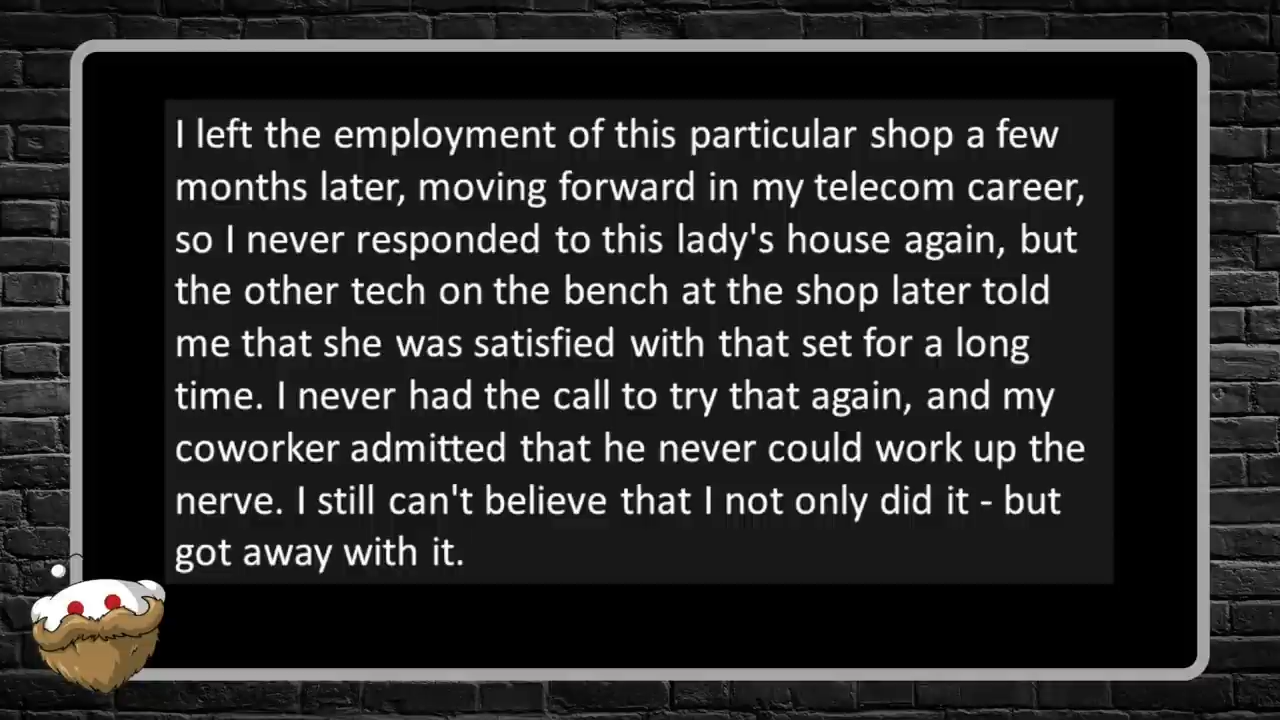 I left the employment of this particular shop a few
months later, moving forward in my telecom career,
so I never responded to this lady's house again, but
the other tech on the bench at the shop later told
me that she was satisfied with that set for a long
time. I never had the call to try that again, and my
coworker admitted that he never could work up the
nerve. I still can't believe that I not only did it - but
got away with it.